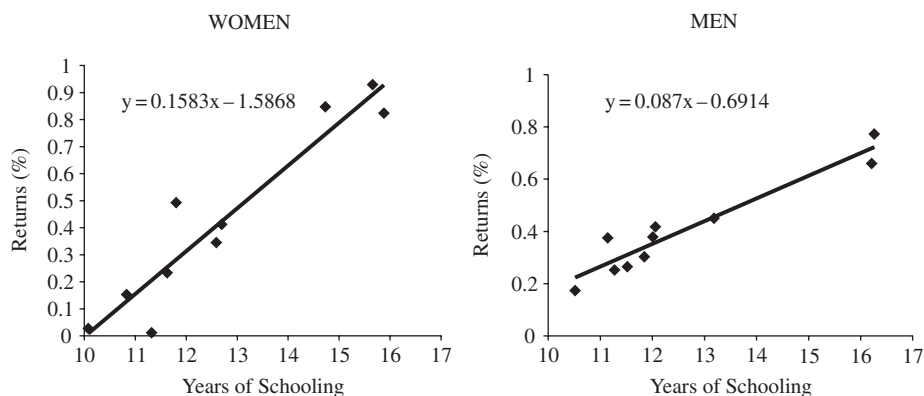 WOMEN
1
0.9
0.8
0.7
0.6
0.5
0.4
0.3
0.2
0.1
0
y = 0.1583x – 1.5868
Returns (%)
10 11 12 13 14 15 16 17
Years of Schooling
MEN
1
0.8
0.6
0.4
0.2
0
y = 0.087x – 0.6914
Returns (%)
10 11 12 13 14 15 16 17
Years of Schooling